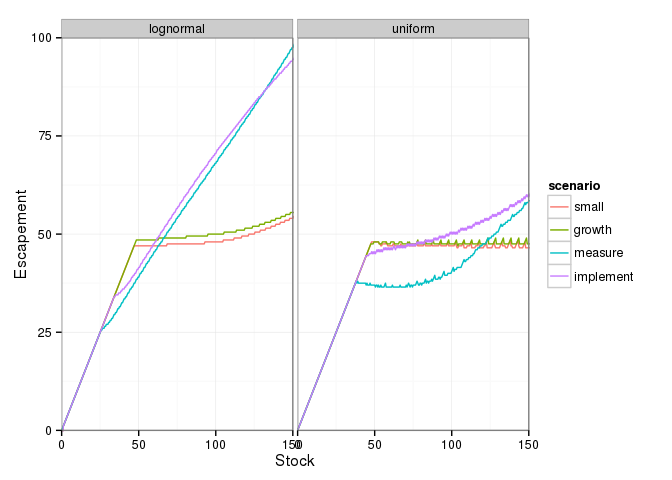 lognormal uniform
100
75
50
25
0
Escapement
0 50 100 150 0 50 100 150
Stock
scenario
small
growth
measure
implement